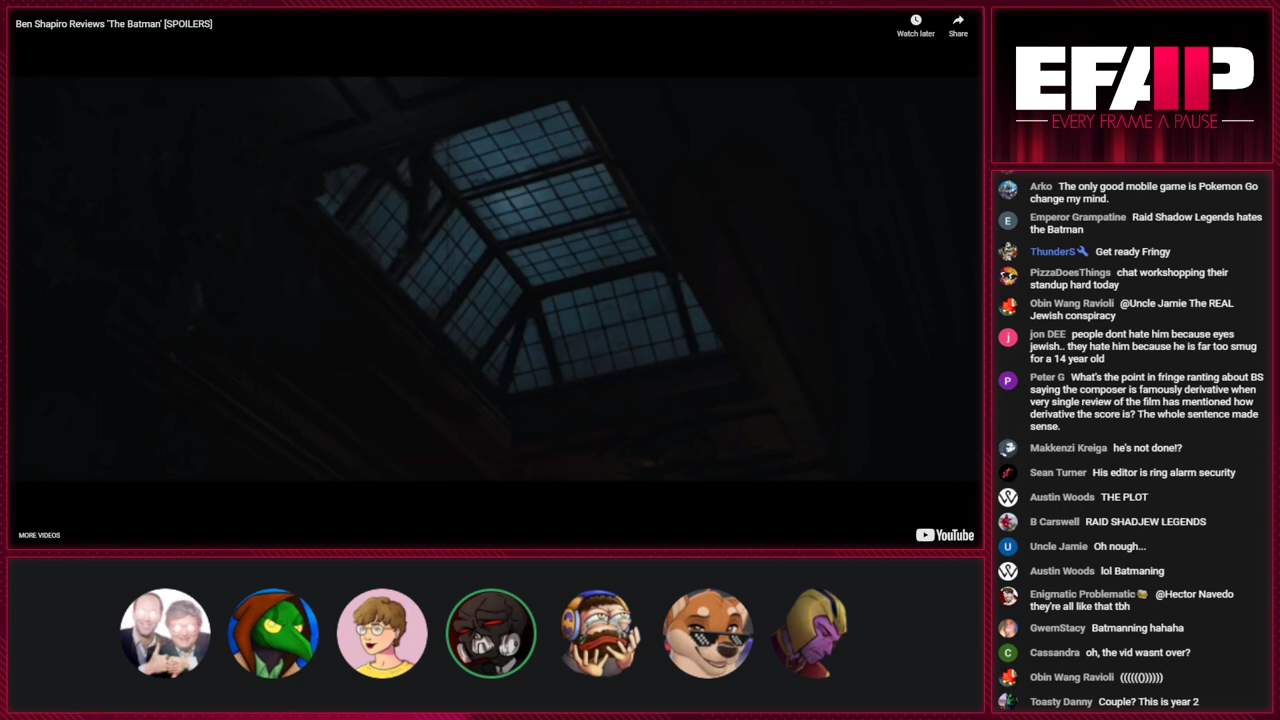 Ben Shapiro Reviews 'The Batman' [SPOILERS]
Watch later
Share
MORE VIDEOS
YouTube
EFAP
EVERY FRAME A PAUSE
Arko The only good mobile game is Pokemon Go
change my mind.
E
Emperor Grampatine Raid Shadow Legends hates
the Batman
ThunderS Get ready Fringy
PizzaDoesThings chat workshopping their
standup hard today
Obin Wang Ravioli @Uncle Jamie The REAL
Jewish conspiracy
j
jon DEE people dont hate him because eyes
jewish.. they hate him because he is far too smug
for a 14 year old
P
Peter G What's the point in fringe ranting about BS
saying the composer is famously derivative when
very single review of the film has mentioned how
derivative the score is? The whole sentence made
sense.
Makkenzi Kreiga he's not done!?
Sean Turner His editor is ring alarm security
Austin Woods THE PLOT
B Carswell RAID SHADJEW LEGENDS
U
Uncle Jamie Oh nough...
Austin Woods lol Batmaning
Enigmatic Problematic @Hector Navedo
they're all like that tbh
GwemStacy Batmanning hahaha
C
Cassandra oh, the vid wasnt over?
Obin Wang Ravioli (((((()))))
Toasty Danny Couple? This is year 2